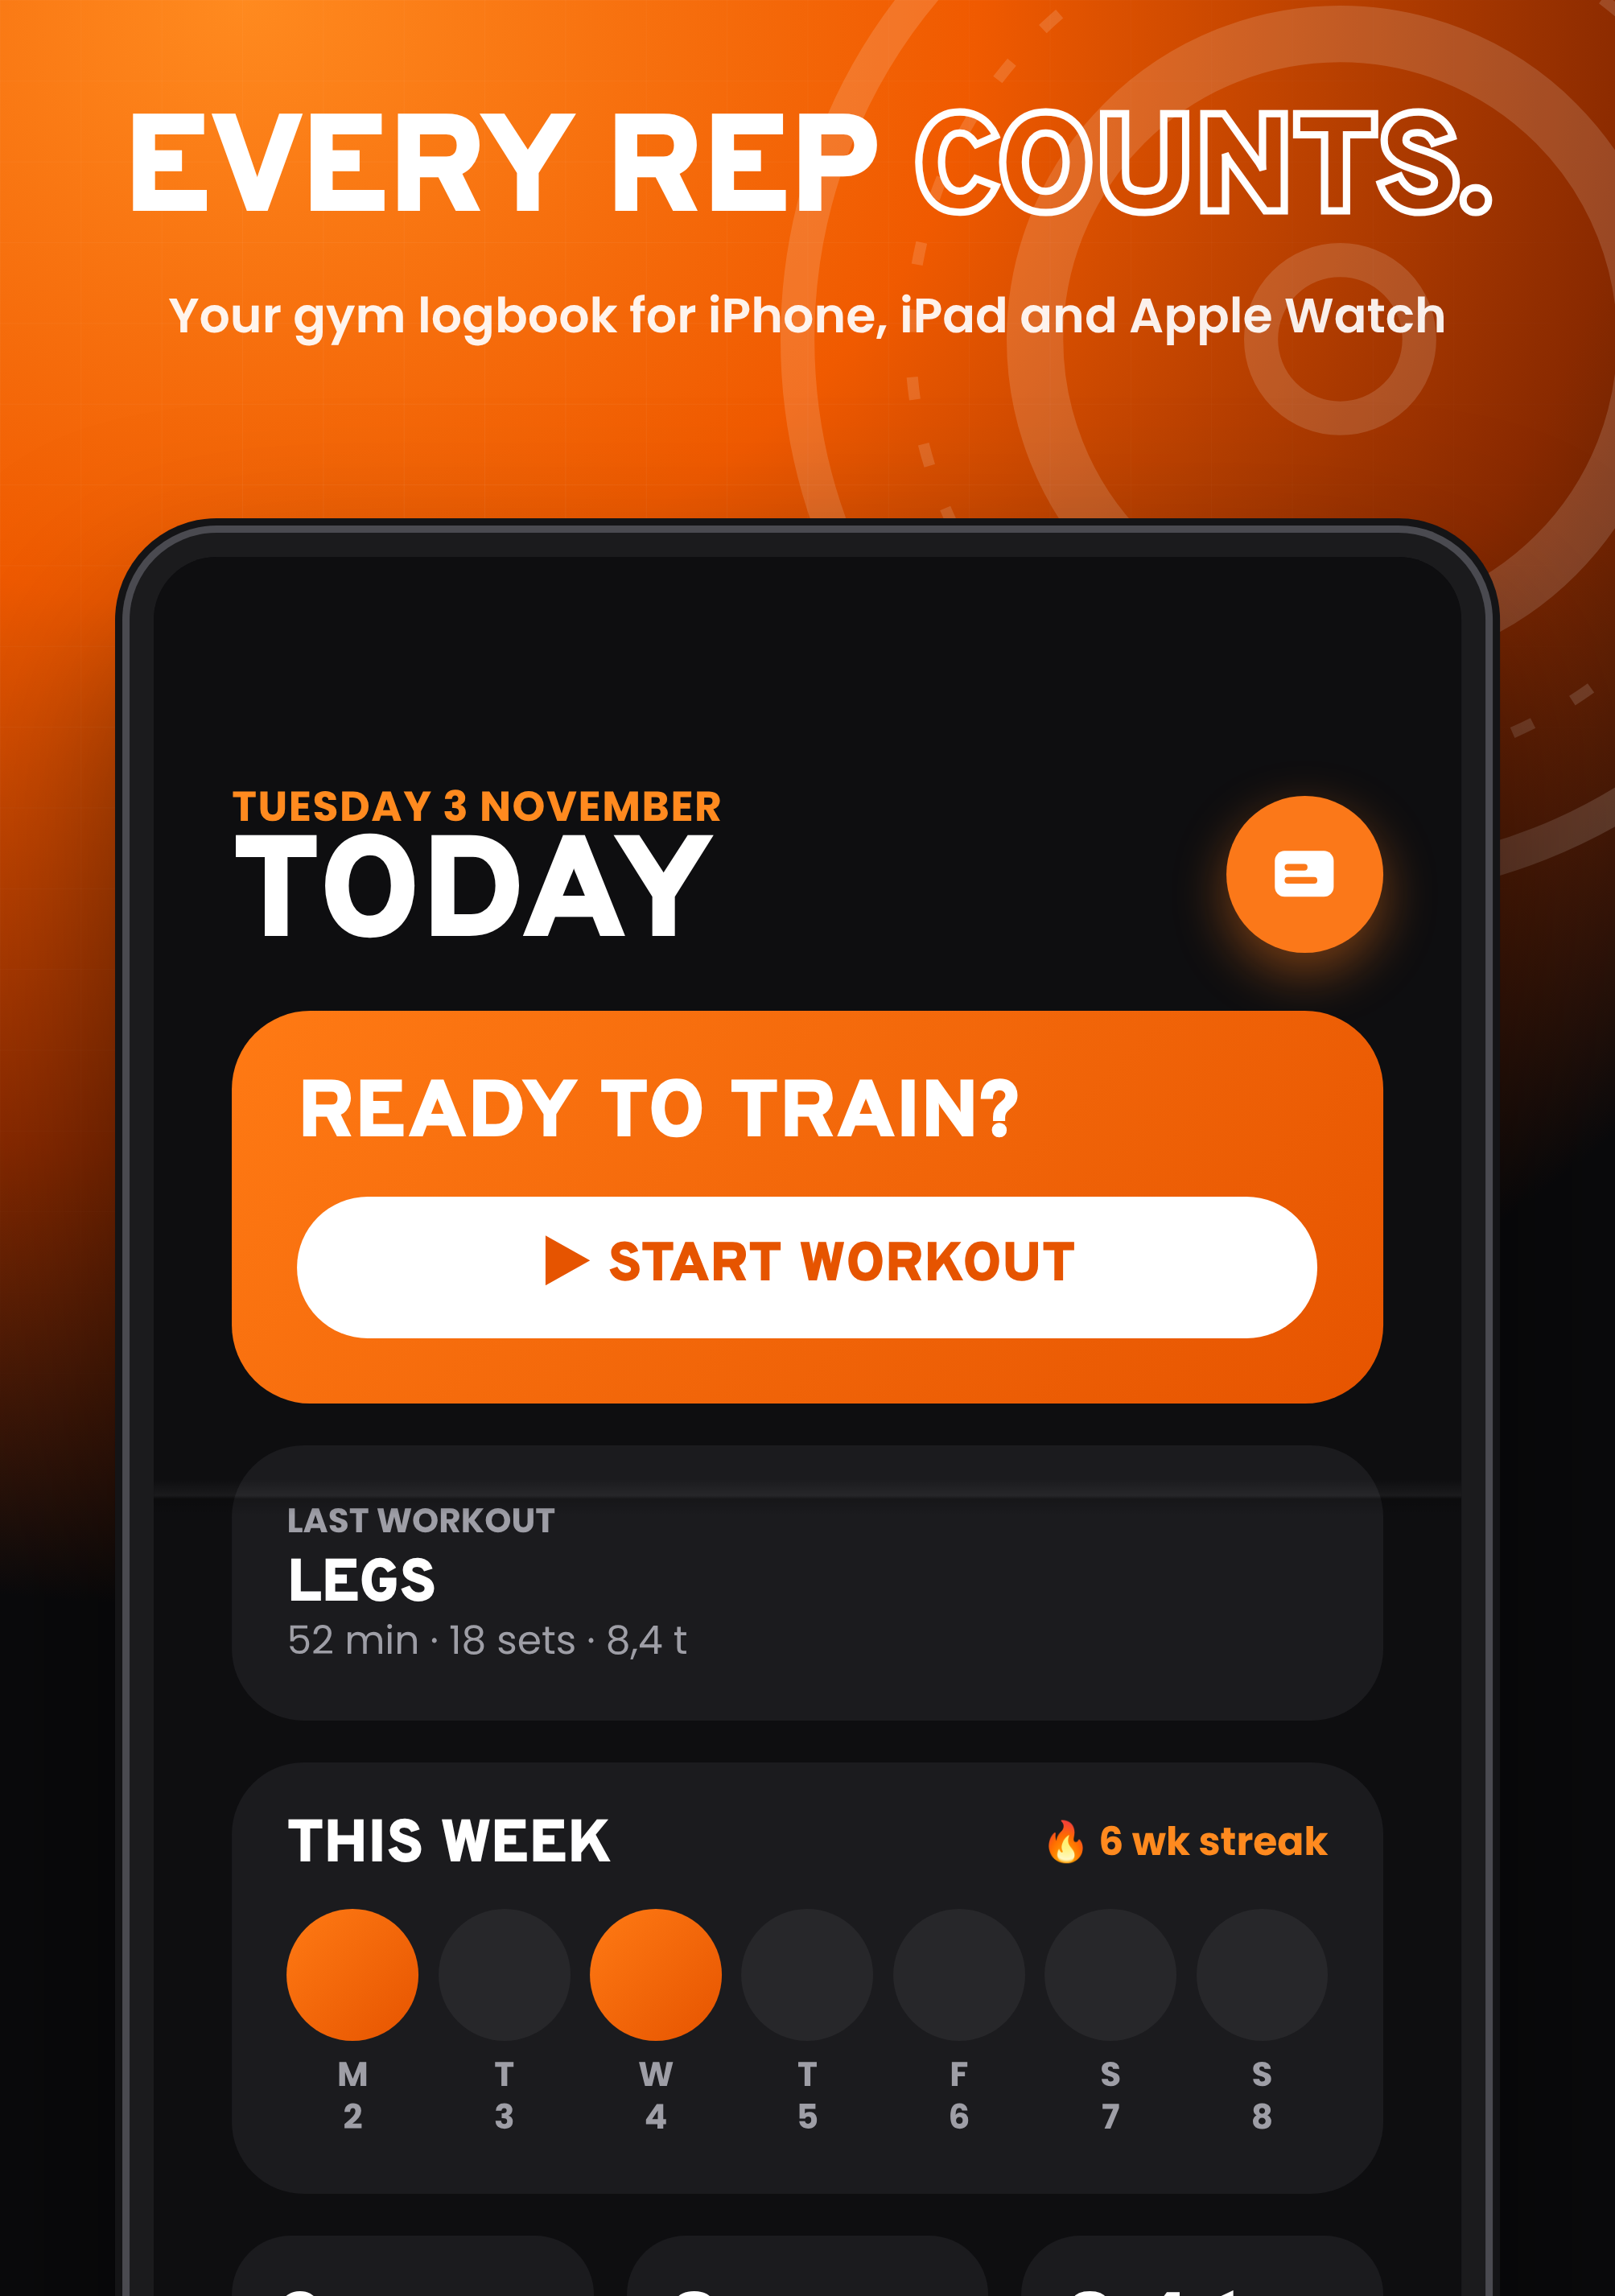 EVERY REP COUNTS.
Your gym logbook for iPhone, iPad and Apple Watch
TUESDAY 3 NOVEMBER
TODAY
READY TO TRAIN?
START WORKOUT
LAST WORKOUT
LEGS
52 min · 18 sets · 8,4 t
THIS WEEK
🔥 6 wk streak
M T W T F S S
2 3 4 5 6 7 8